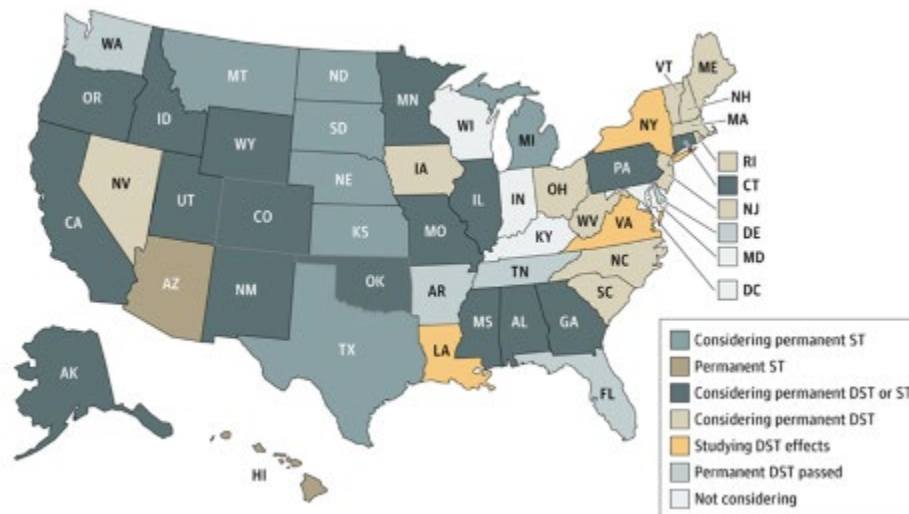 WA
MT
ND
MN
OR
ID
WY
SD
WI
MI
NV
UT
CO
NE
IA
IL
IN
OH
PA
NY
VT
ME
NH
MA
RI
CT
NJ
DE
MD
DC
CA
AZ
NM
KS
MO
KY
WV
VA
OK
AR
TN
NC
SC
TX
LA
MS
AL
GA
FL
AK
HI
Considering permanent ST
Permanent ST
Considering permanent DST or ST
Considering permanent DST
Studying DST effects
Permanent DST passed
Not considering